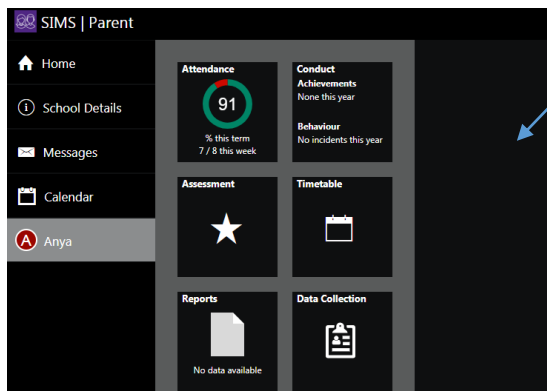 SIMS | Parent
Home
School Details
Messages
Calendar
A Anya
Attendance
91
% this term
7 / 8 this week
Conduct
Achievements
None this year
Behaviour
No incidents this year
Assessment
Timetable
Reports
No data available
Data Collection